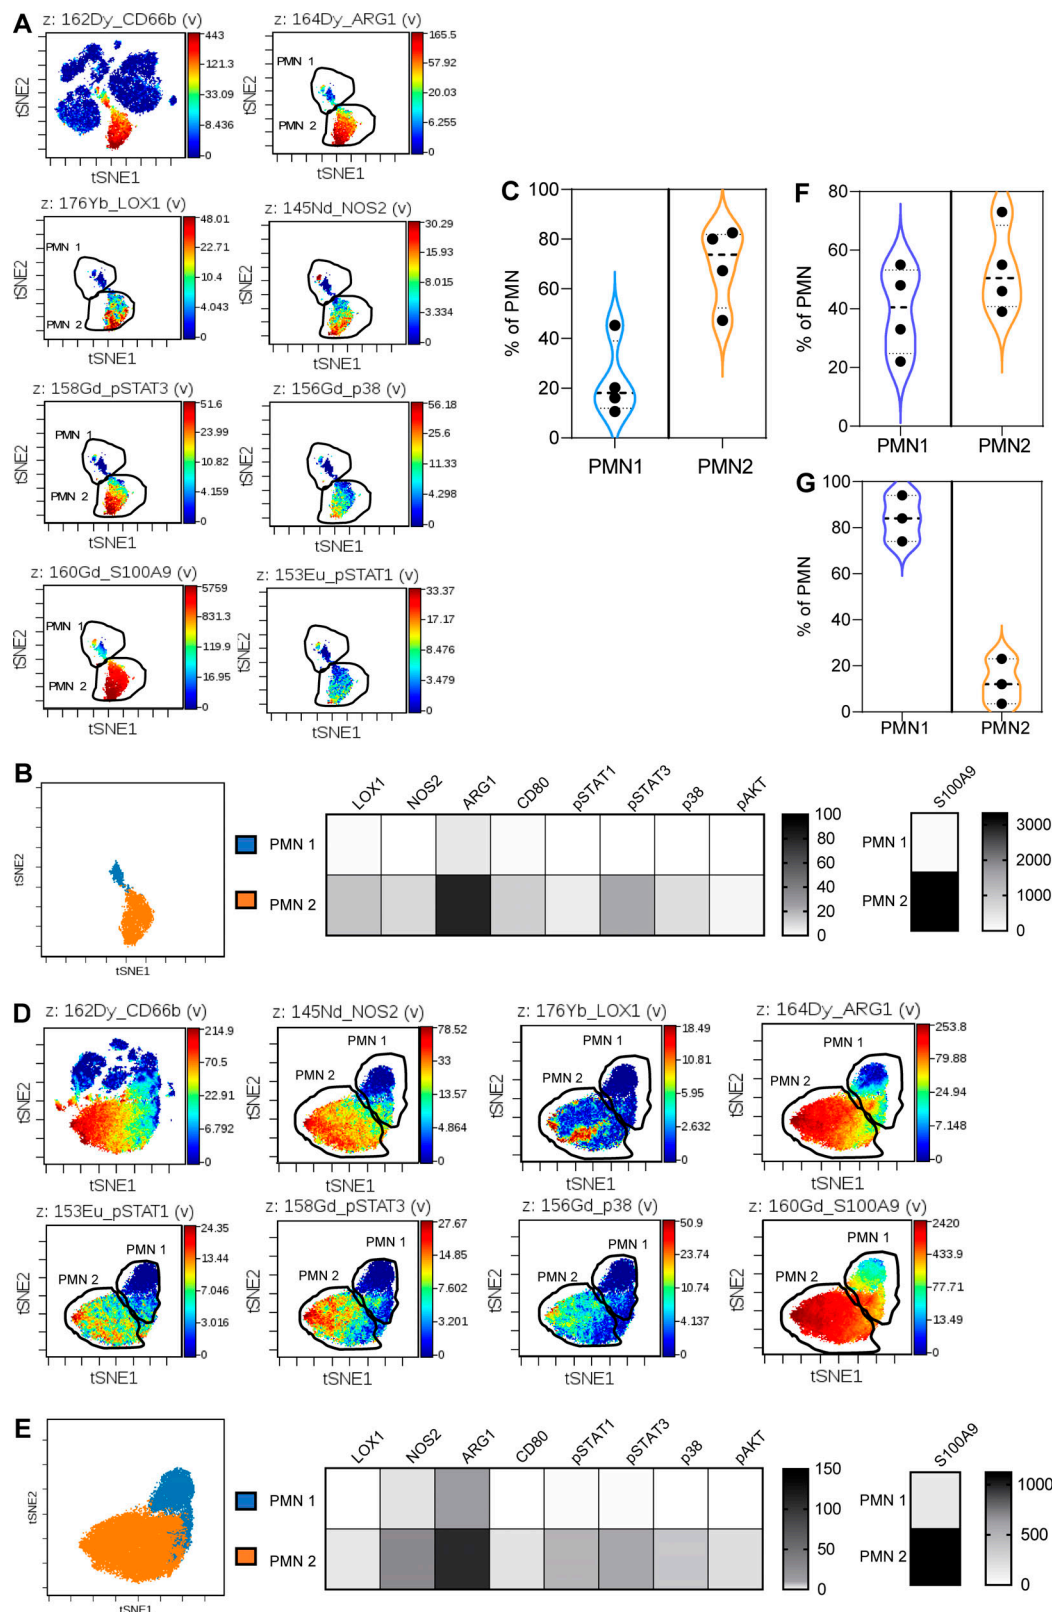 A
z: 162Dy_CD66b (v)
443
121.3
33.09
8.436
0
tSNE2
tSNE1
z: 164Dy_ARG1 (v)
165.5
57.92
20.03
6.255
0
PMN 1
PMN 2
tSNE2
tSNE1
z: 176Yb_LOX1 (v)
48.01
22.71
10.4
4.043
0
PMN 1
PMN 2
tSNE2
tSNE1
z: 145Nd_NOS2 (v)
30.29
15.93
8.015
3.334
0
tSNE2
tSNE1
z: 158Gd_pSTAT3 (v)
51.6
23.99
10.82
4.159
0
PMN 1
PMN 2
tSNE2
tSNE1
z: 156Gd_p38 (v)
56.18
25.6
11.33
4.298
0
tSNE2
tSNE1
z: 160Gd_S100A9 (v)
5759
831.3
119.9
16.95
0
PMN 1
PMN 2
tSNE2
tSNE1
z: 153Eu_pSTAT1 (v)
33.37
17.17
8.476
3.479
0
tSNE2
tSNE1
C
% of PMN
100
80
60
40
20
0
PMN1
PMN2
F
% of PMN
80
60
40
20
0
PMN1
PMN2
G
% of PMN
100
80
60
40
20
0
PMN1
PMN2
B
tSNE2
tSNE1
PMN 1
PMN 2
LOX1
NOS2
ARG1
CD80
pSTAT1
pSTAT3
p38
pAKT
100
80
60
40
20
0
S100A9
PMN 1
PMN 2
3000
2000
1000
0
D
z: 162Dy_CD66b (v)
214.9
70.5
22.91
6.792
0
tSNE2
tSNE1
z: 145Nd_NOS2 (v)
78.52
33
13.57
4.864
0
PMN 1
PMN 2
tSNE2
tSNE1
z: 176Yb_LOX1 (v)
18.49
10.81
5.95
2.632
0
PMN 1
PMN 2
tSNE2
tSNE1
z: 164Dy_ARG1 (v)
253.8
79.88
24.94
7.148
0
PMN 1
PMN 2
tSNE2
tSNE1
z: 153Eu_pSTAT1 (v)
24.35
13.44
7.046
3.016
0
PMN 1
PMN 2
tSNE2
tSNE1
z: 158Gd_pSTAT3 (v)
27.67
14.85
7.602
3.201
0
PMN 1
PMN 2
tSNE2
tSNE1
z: 156Gd_p38 (v)
50.9
23.74
10.74
4.137
0
PMN 1
PMN 2
tSNE2
tSNE1
z: 160Gd_S100A9 (v)
2420
433.9
77.71
13.49
0
PMN 1
PMN 2
tSNE2
tSNE1
E
tSNE2
tSNE1
PMN 1
PMN 2
LOX1
NOS2
ARG1
CD80
pSTAT1
pSTAT3
p38
pAKT
150
100
50
0
S100A9
PMN 1
PMN 2
1000
500
0